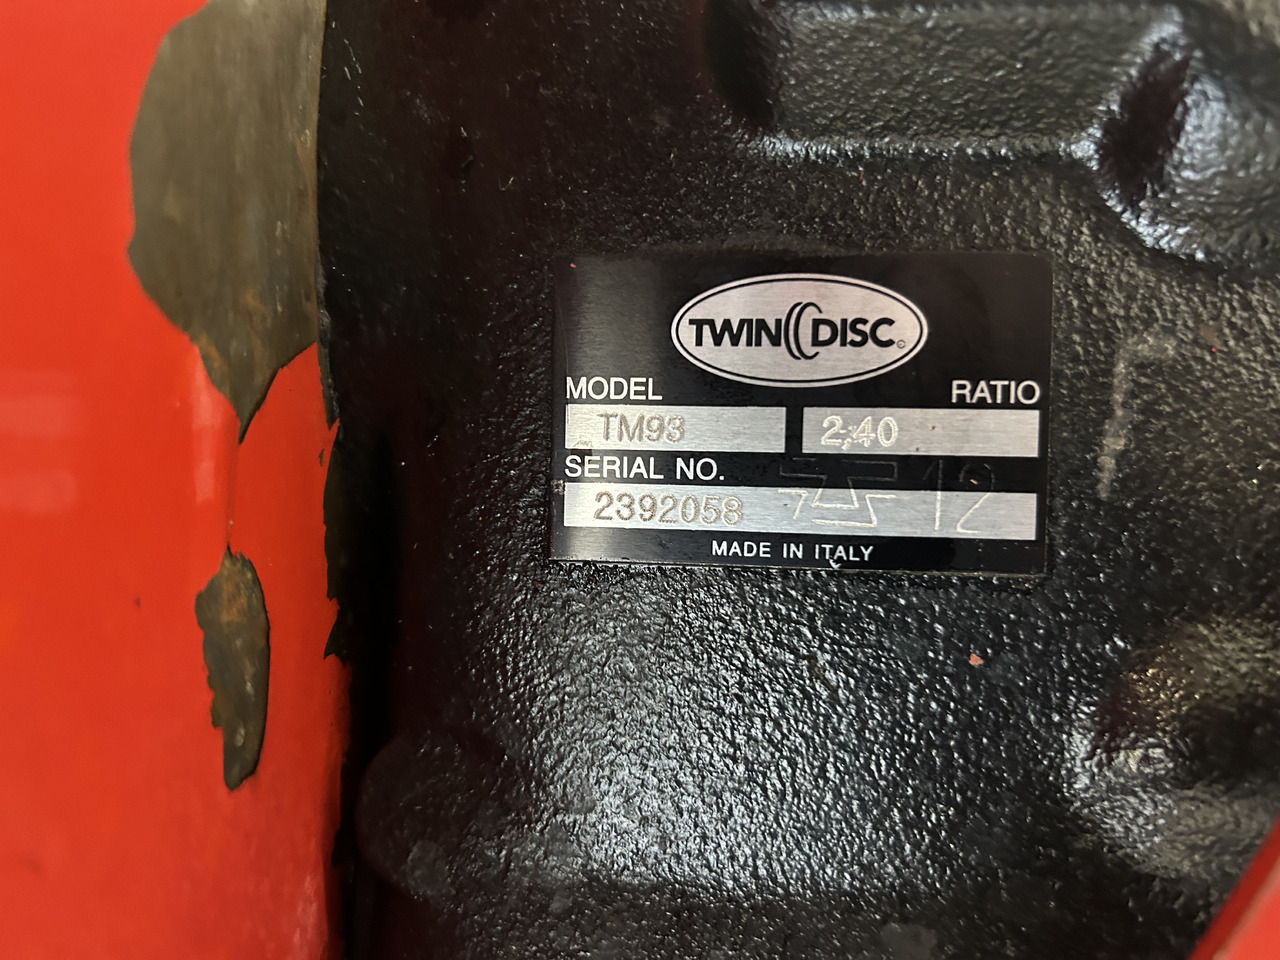 TWIN DISC
MODEL RATIO
TM93 2,40
SERIAL NO.
2392058 12
MADE IN ITALY